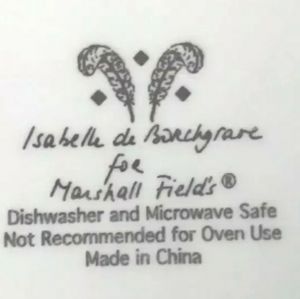 Isabelle de Borchgrave
for
Marshall Field's®
Dishwasher and Microwave Safe
Not Recommended for Oven Use
Made in China